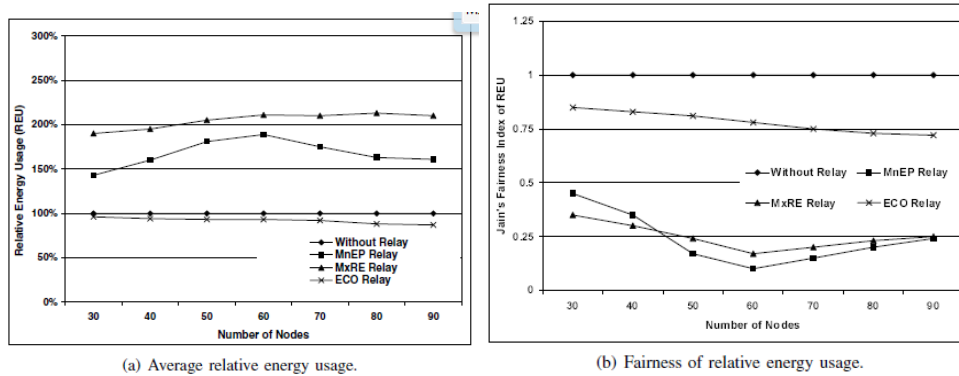 300%
250%
200%
150%
100%
50%
0%
Relative Energy Usage (REU)
Without Relay
MnEP Relay
MxRE Relay
ECO Relay
30 40 50 60 70 80 90
Number of Nodes
(a) Average relative energy usage.
1.25
1
0.75
0.5
0.25
0
Jain's Fairness Index of REU
Without Relay MnEP Relay
MxRE Relay ECO Relay
30 40 50 60 70 80 90
Number of Nodes
(b) Fairness of relative energy usage.